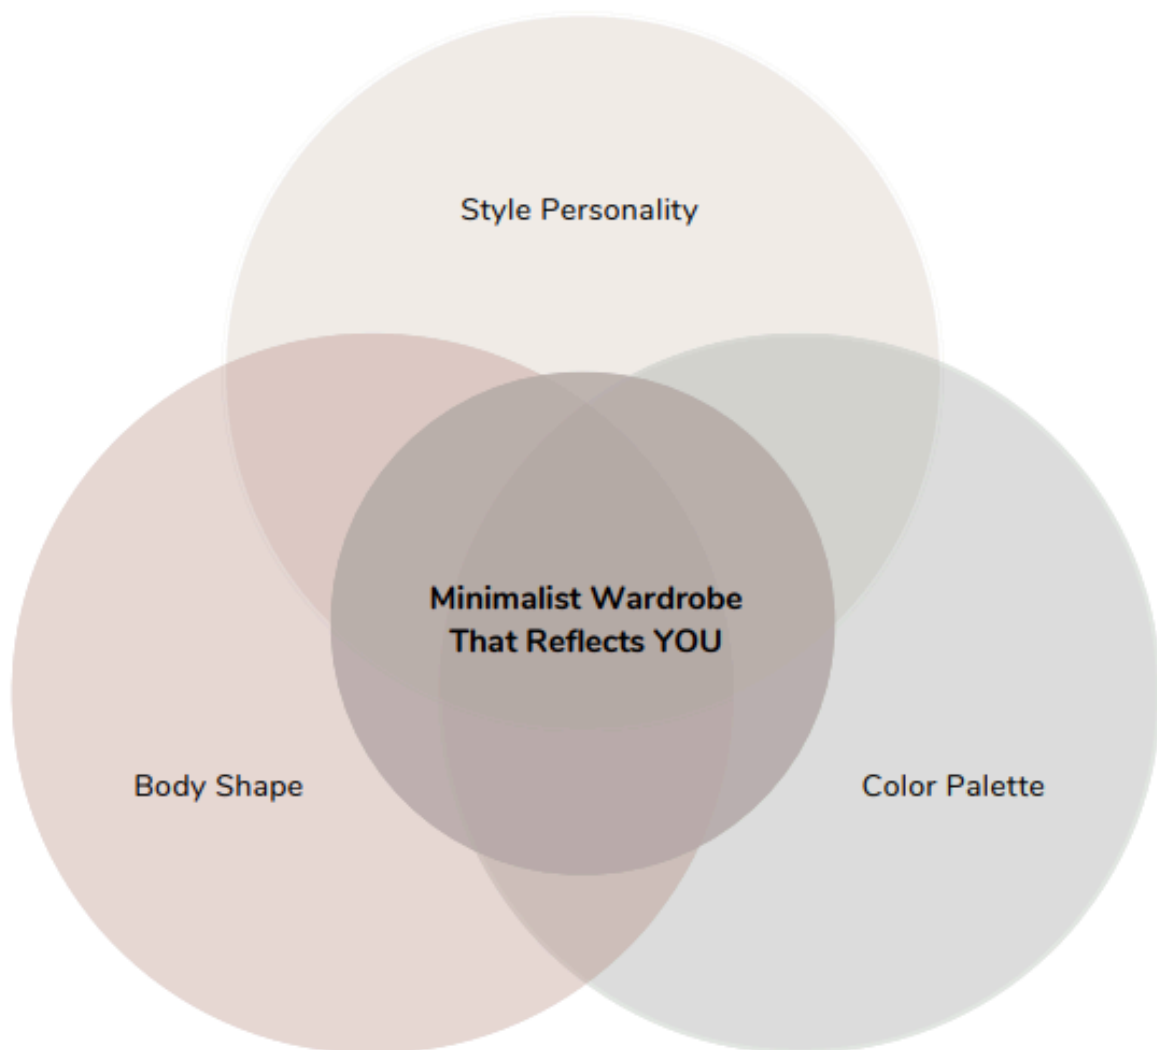 Style Personality
Minimalist Wardrobe
That Reflects YOU
Body Shape
Color Palette